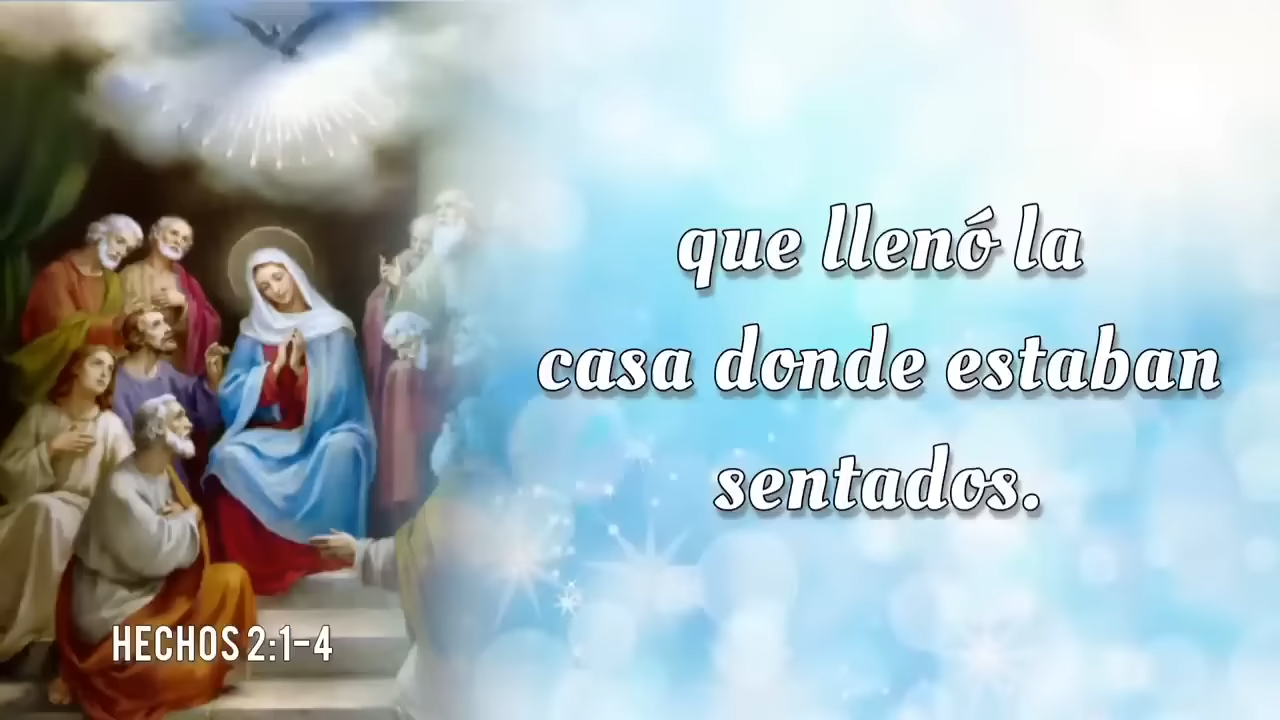 que llenó la
casa donde estaban
sentados.
HECHOS 2:1-4